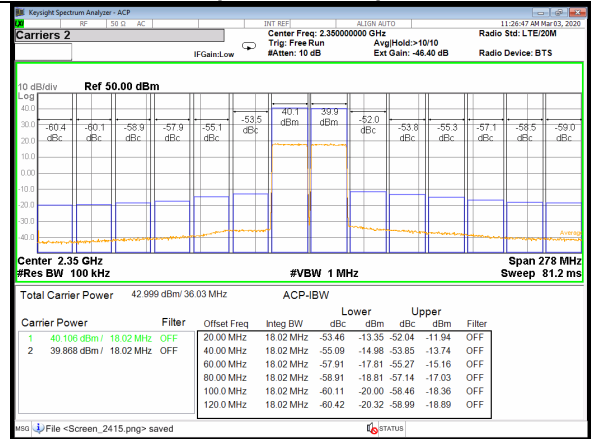 Keysight Spectrum Analyzer - ACP
RF 50 Ω AC INT REF ALIGN AUTO 11:26:47 AM Mar 03, 2020
Carriers 2 Center Freq: 2.350000000 GHz Radio Std: LTE/20M
Trig: Free Run Avg|Hold:>10/10
IFGain:Low #Atten: 10 dB Ext Gain: -46.40 dB Radio Device: BTS
10 dB/div Ref 50.00 dBm
Log
40.0
30.0
20.0
10.0
0.00
-10.0
-20.0
-30.0
-40.0
-60.4 dBc
-60.1 dBc
-58.9 dBc
-57.9 dBc
-55.1 dBc
-53.5 dBc
40.1 dBm
39.9 dBm
-52.0 dBc
-53.8 dBc
-55.3 dBc
-57.1 dBc
-58.5 dBc
-59.0 dBc
Average
Center 2.35 GHz Span 278 MHz
#Res BW 100 kHz #VBW 1 MHz Sweep 81.2 ms
Total Carrier Power 42.999 dBm/ 36.03 MHz ACP-IBW
Lower Upper
Carrier Power Filter Offset Freq Integ BW dBc dBm dBc dBm Filter
1 40.106 dBm / 18.02 MHz OFF 20.00 MHz 18.02 MHz -53.46 -13.35 -52.04 -11.94 OFF
2 39.868 dBm / 18.02 MHz OFF 40.00 MHz 18.02 MHz -55.09 -14.98 -53.85 -13.74 OFF
60.00 MHz 18.02 MHz -57.91 -17.81 -55.27 -15.16 OFF
80.00 MHz 18.02 MHz -58.91 -18.81 -57.14 -17.03 OFF
100.0 MHz 18.02 MHz -60.11 -20.00 -58.46 -18.36 OFF
120.0 MHz 18.02 MHz -60.42 -20.32 -58.99 -18.89 OFF
MSG File <Screen_2415.png> saved STATUS